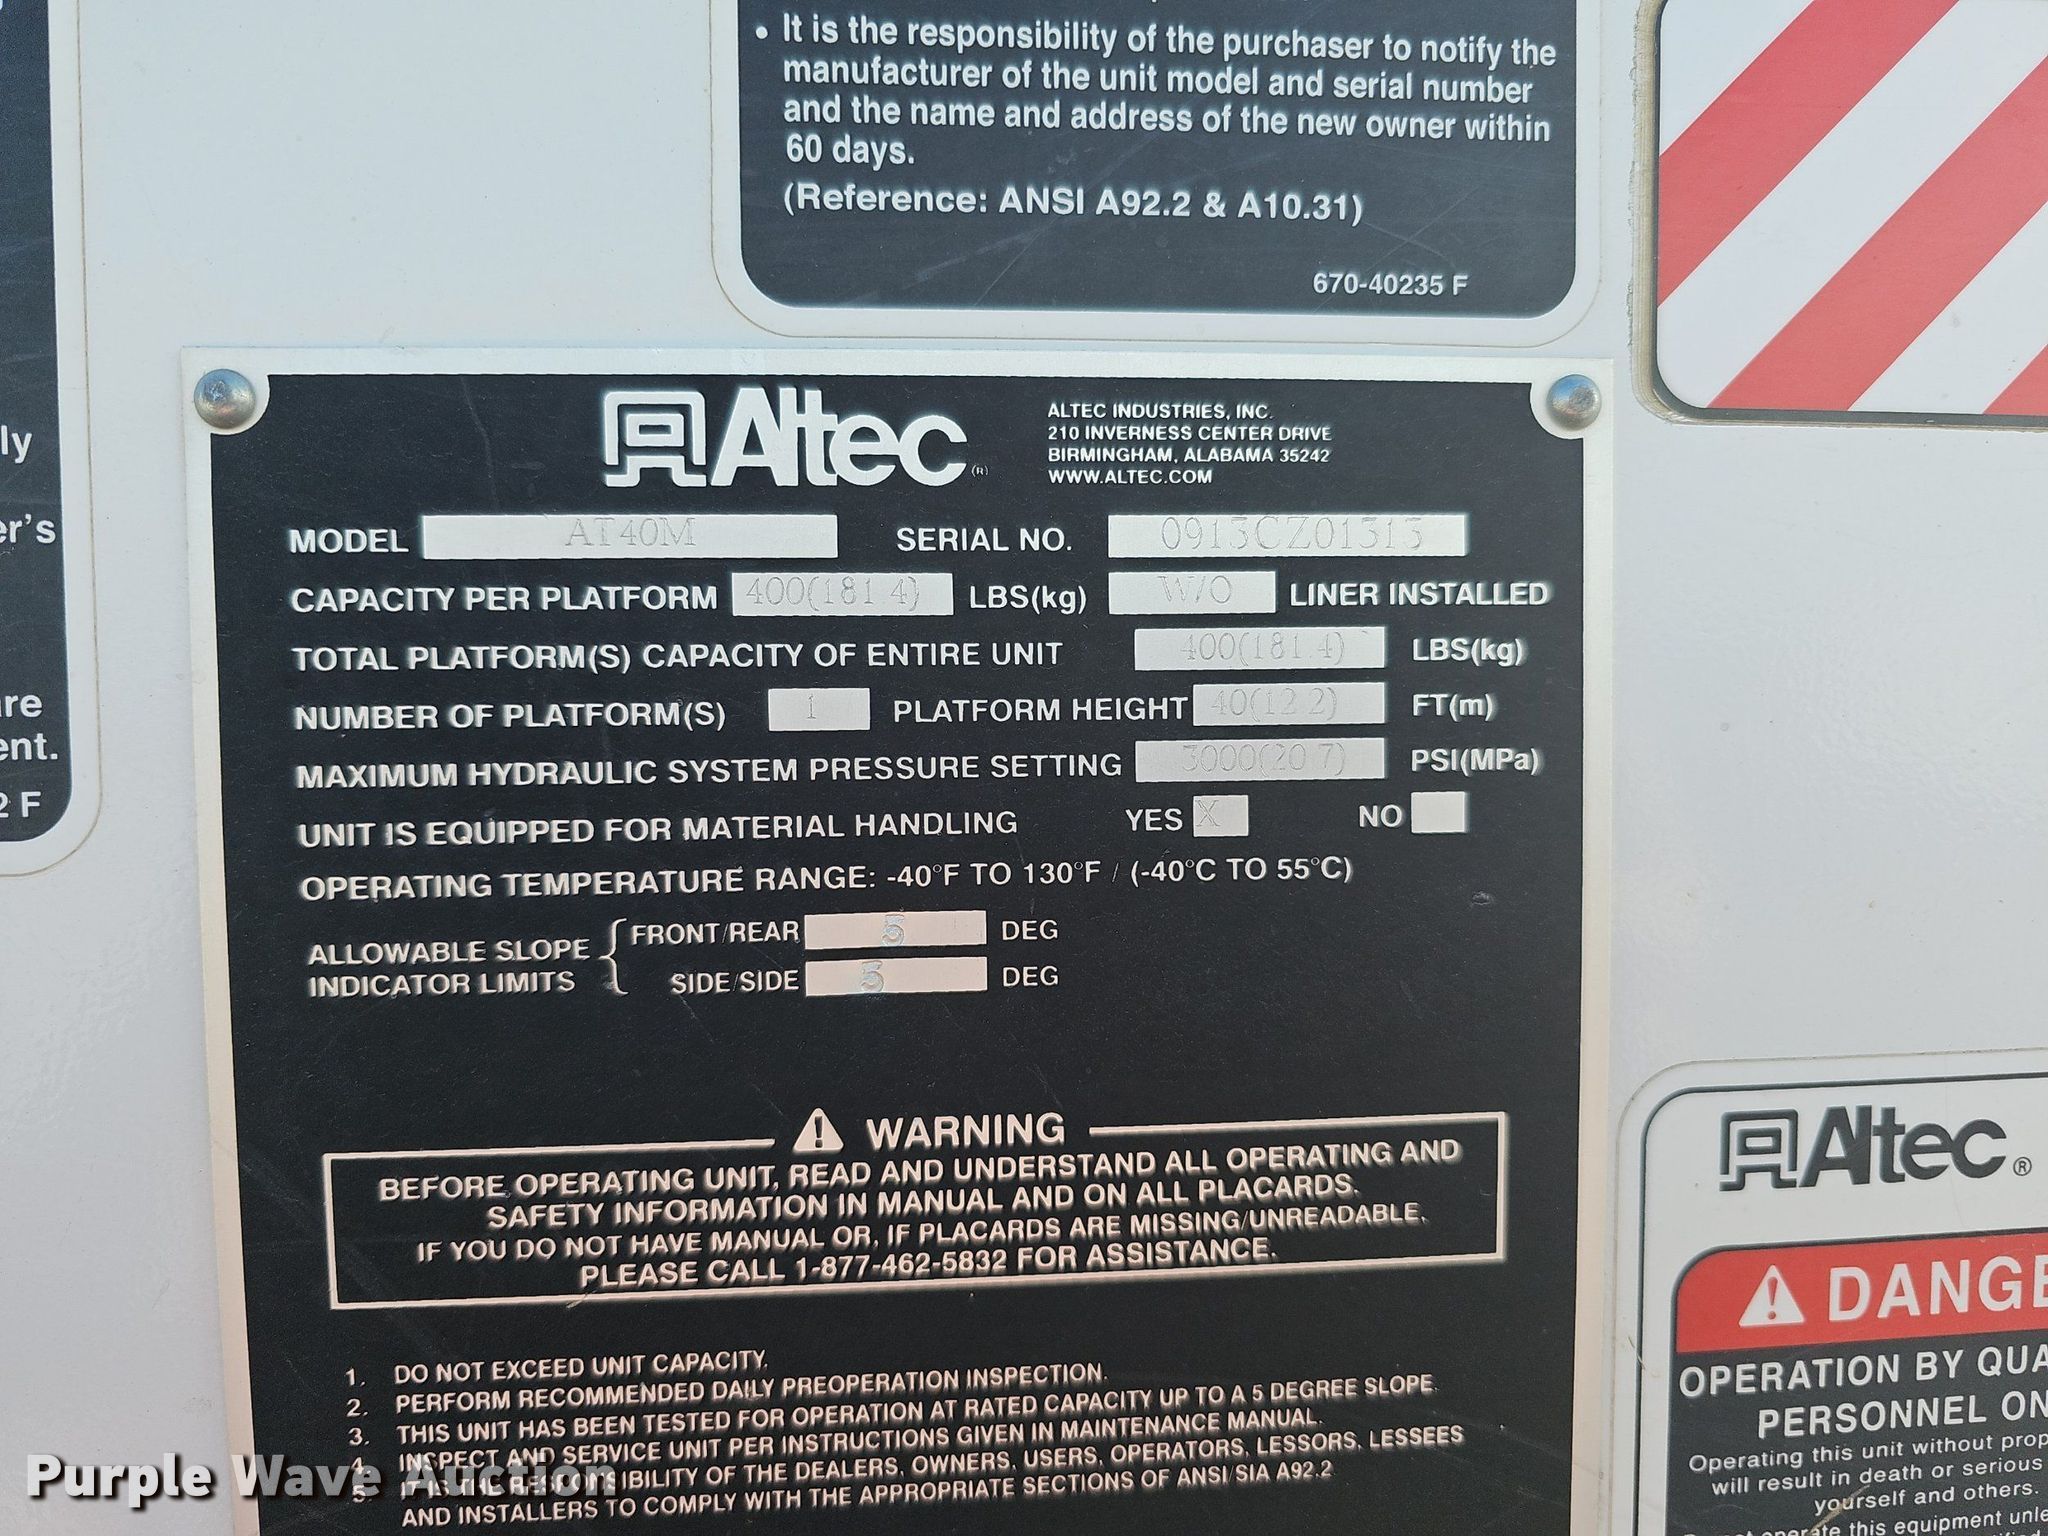 • It is the responsibility of the purchaser to notify the
manufacturer of the unit model and serial number
and the name and address of the new owner within
60 days.
(Reference: ANSI A92.2 & A10.31)
670-40235 F
ly
er's
re
ent.
2 F
Altec (R)
ALTEC INDUSTRIES, INC.
210 INVERNESS CENTER DRIVE
BIRMINGHAM, ALABAMA 35242
WWW.ALTEC.COM
MODEL AT40M SERIAL NO. 0913CZ01313
CAPACITY PER PLATFORM 400(181.4) LBS(kg) W/O LINER INSTALLED
TOTAL PLATFORM(S) CAPACITY OF ENTIRE UNIT 400(181.4) LBS(kg)
NUMBER OF PLATFORM(S) 1 PLATFORM HEIGHT 40(12.2) FT(m)
MAXIMUM HYDRAULIC SYSTEM PRESSURE SETTING 3000(20.7) PSI(MPa)
UNIT IS EQUIPPED FOR MATERIAL HANDLING YES X NO
OPERATING TEMPERATURE RANGE: -40°F TO 130°F / (-40°C TO 55°C)
ALLOWABLE SLOPE INDICATOR LIMITS
FRONT/REAR 5 DEG
SIDE/SIDE 5 DEG
WARNING
BEFORE OPERATING UNIT, READ AND UNDERSTAND ALL OPERATING AND
SAFETY INFORMATION IN MANUAL AND ON ALL PLACARDS.
IF YOU DO NOT HAVE MANUAL OR, IF PLACARDS ARE MISSING/UNREADABLE,
PLEASE CALL 1-877-462-5832 FOR ASSISTANCE.
1. DO NOT EXCEED UNIT CAPACITY.
2. PERFORM RECOMMENDED DAILY PREOPERATION INSPECTION.
3. THIS UNIT HAS BEEN TESTED FOR OPERATION AT RATED CAPACITY UP TO A 5 DEGREE SLOPE
4. INSPECT AND SERVICE UNIT PER INSTRUCTIONS GIVEN IN MAINTENANCE MANUAL.
5. IT IS THE RESPONSIBILITY OF THE DEALERS, OWNERS, USERS, OPERATORS, LESSORS, LESSEES
AND INSTALLERS TO COMPLY WITH THE APPROPRIATE SECTIONS OF ANSI/SIA A92.2
Altec ®
DANGE
OPERATION BY QUA
PERSONNEL ON
Operating this unit without prop
will result in death or serious
yourself and others.
operate this equipment unle
Purple Wave Auction